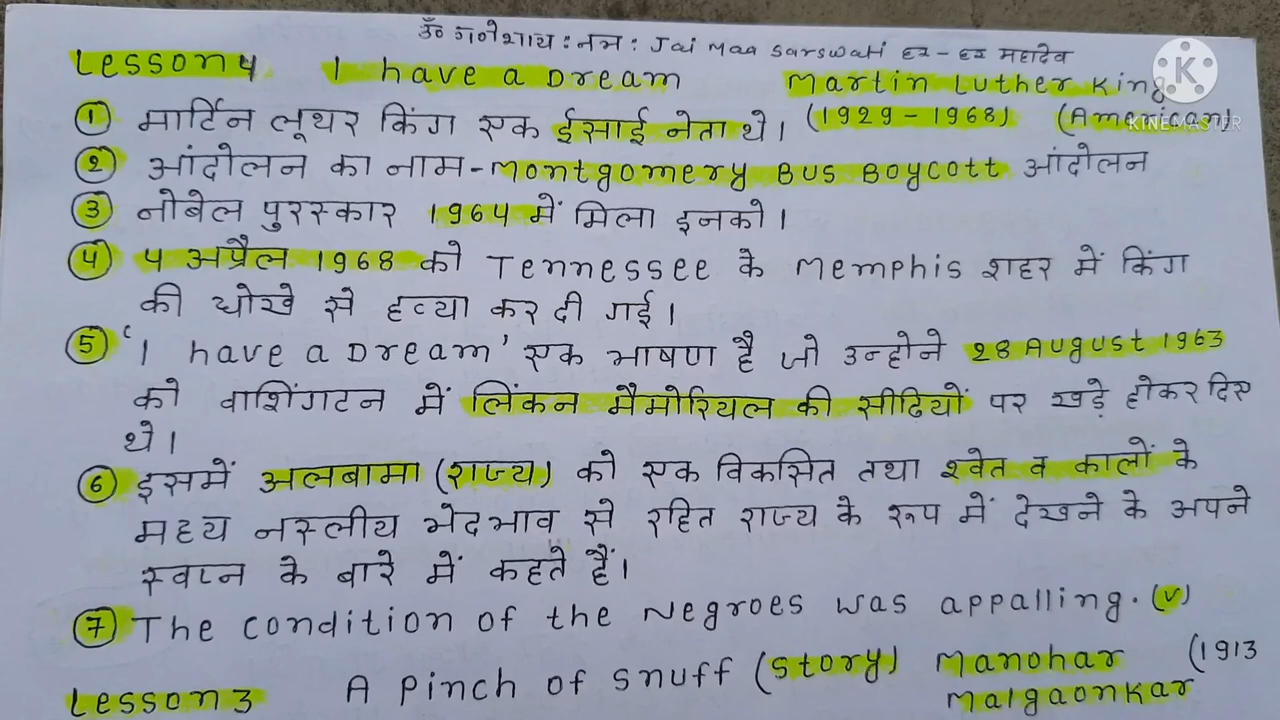 ॐ गनेशाय: नम: Jai Maa Sarswati हर - हर महादेव
Lesson 4 I have a Dream Martin Luther King
① मार्टिन लूथर किंग एक ईसाई नेता थे। (1929 - 1968) (American)
② आंदोलन का नाम - Montgomery Bus Boycott आंदोलन
③ नोबेल पुरस्कार 1964 में मिला इनको।
④ 4 अप्रैल 1968 को Tennessee के Memphis शहर में किंग
की धोखे से हत्या कर दी गई।
⑤ 'I have a Dream' एक भाषण है जो उन्होने 28 August 1963
को वाशिंगटन में लिंकन मैमोरियल की सीढ़ियों पर खड़े होकर दिए
थे।
⑥ इसमें अलबामा (राज्य) को एक विकसित तथा श्वेत व कालों के
मध्य नस्लीय भेदभाव से रहित राज्य के रूप में देखने के अपने
स्वप्न के बारे में कहते हैं।
⑦ The condition of the Negroes was appalling. (v)
Lesson 3 A Pinch of Snuff (Story) Manohar (1913
Malgaonkar
K
KINEMASTER